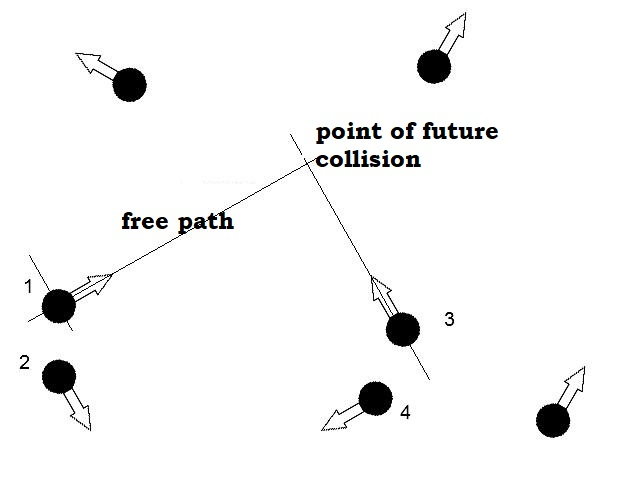 point of future
collision
free path
1
3
2
4